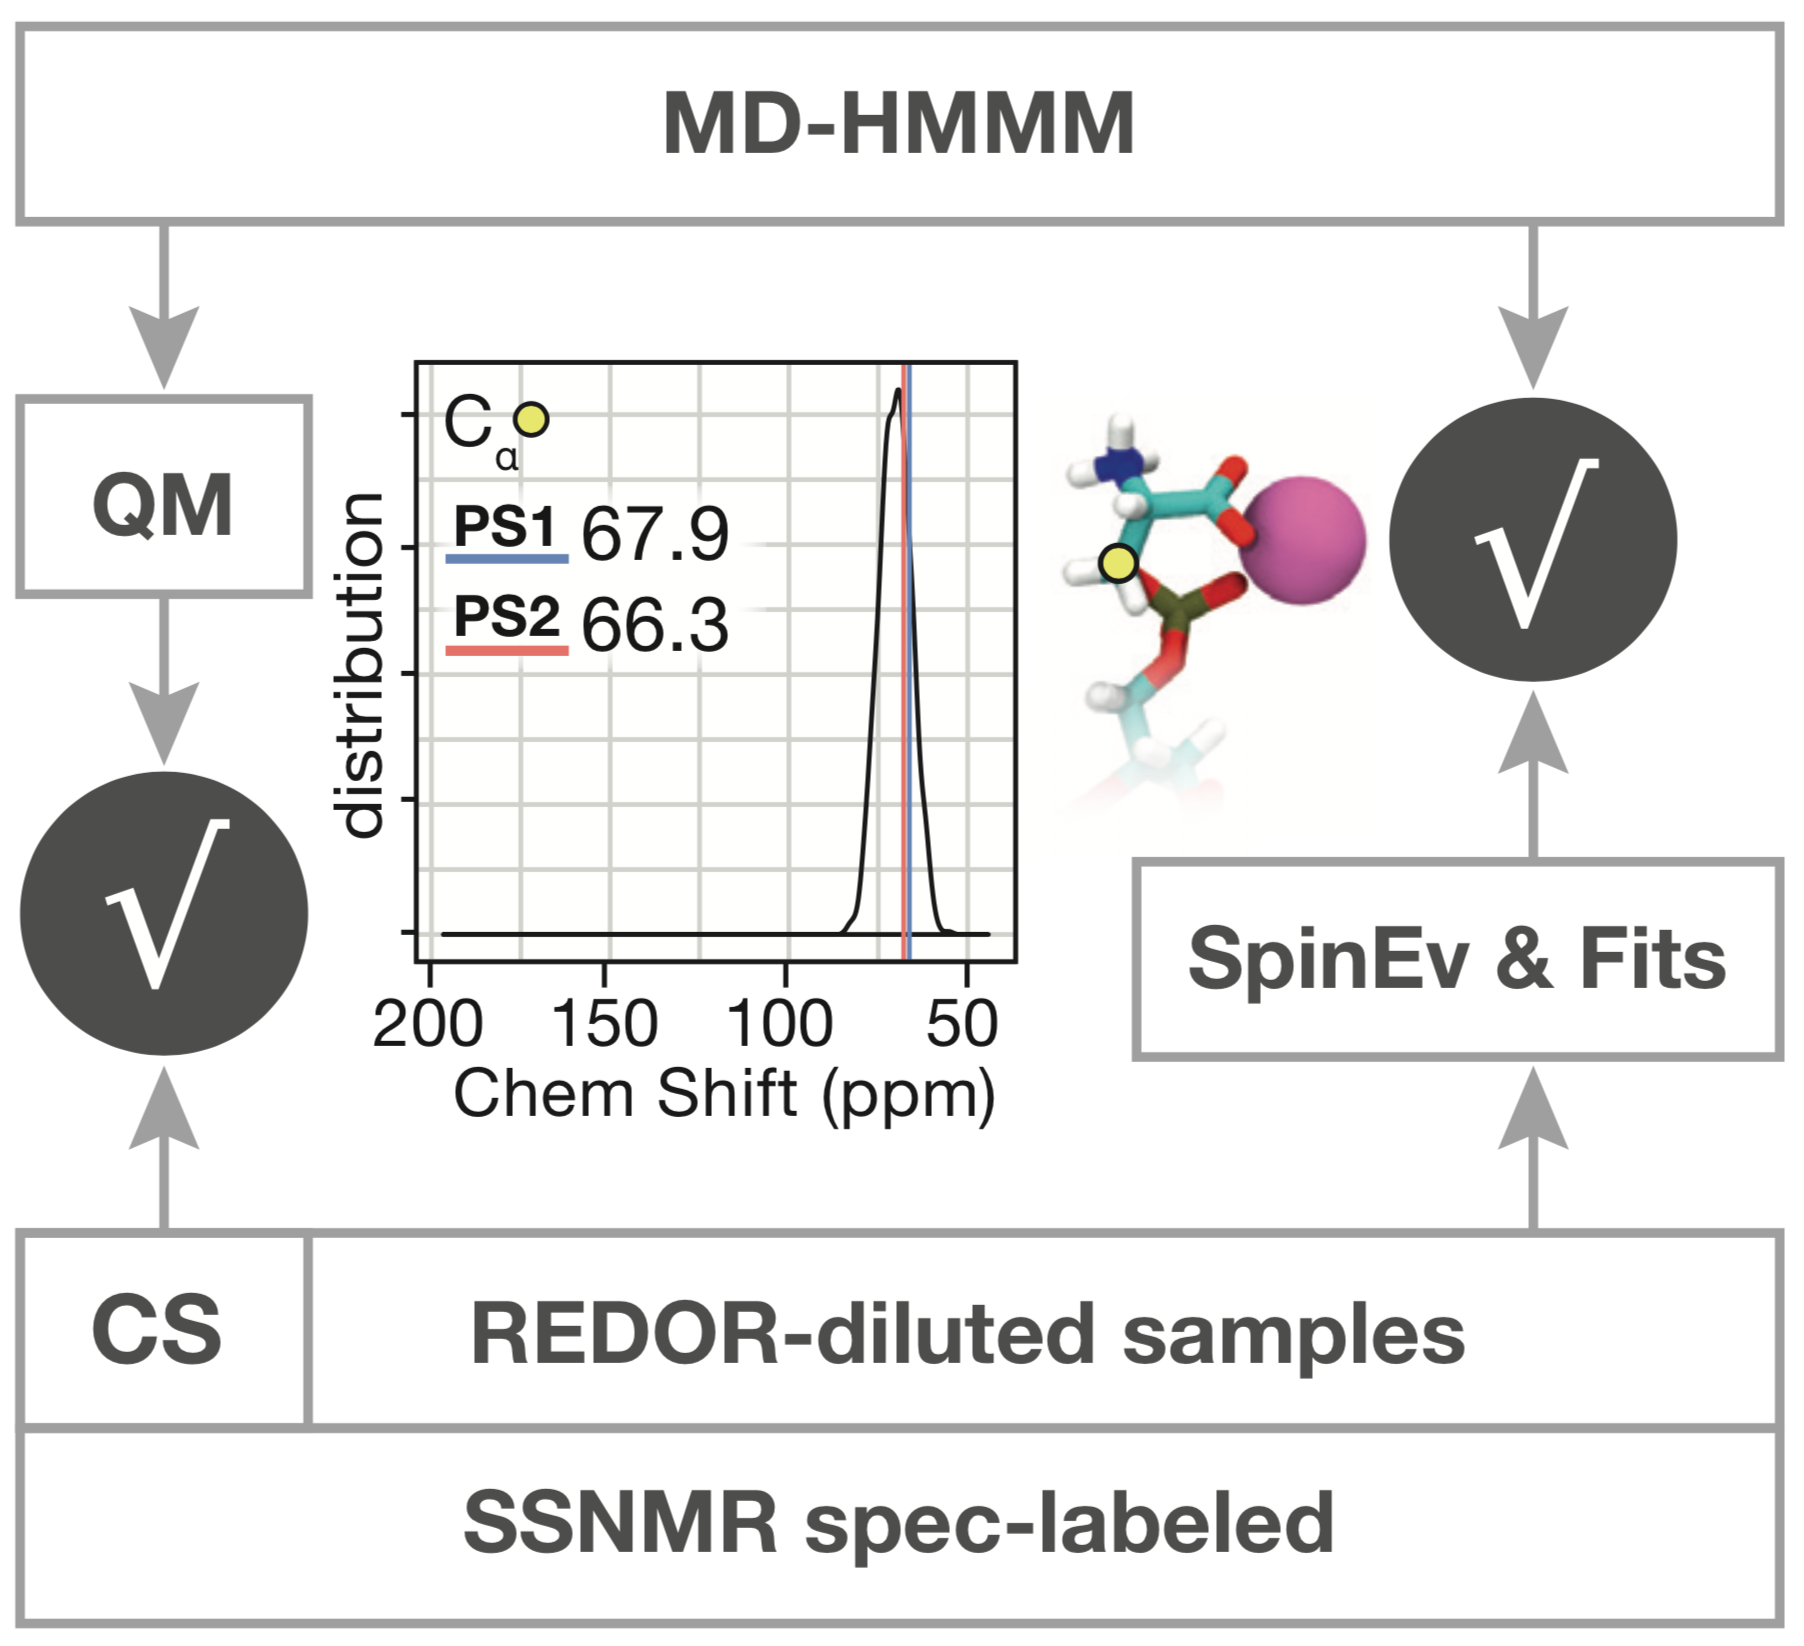 MD-HMMM
QM
Cα
PS1 67.9
PS2 66.3
distribution
200 150 100 50
Chem Shift (ppm)
√
√
SpinEv & Fits
CS
REDOR-diluted samples
SSNMR spec-labeled